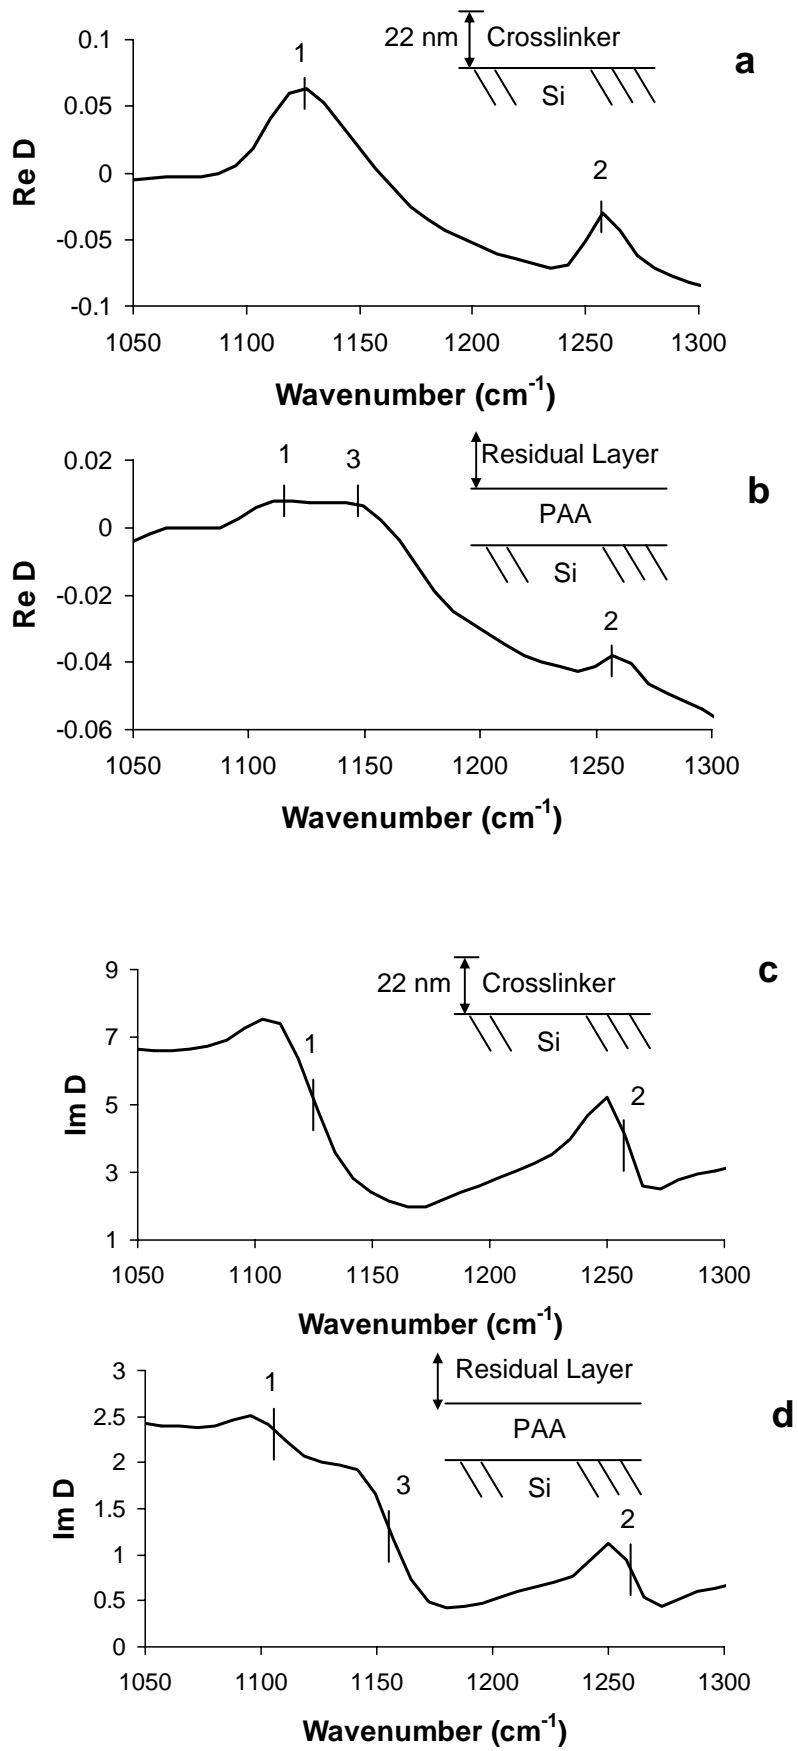 22 nm Crosslinker
a
Si
0.1
0.05
0
-0.05
-0.1
Re D
1
2
1050 1100 1150 1200 1250 1300
Wavenumber (cm-1)
Residual Layer
b
PAA
Si
0.02
0
-0.02
-0.04
-0.06
Re D
1 3
2
1050 1100 1150 1200 1250 1300
Wavenumber (cm-1)
22 nm Crosslinker
c
Si
9
7
5
3
1
Im D
1
2
1050 1100 1150 1200 1250 1300
Wavenumber (cm-1)
Residual Layer
d
PAA
Si
3
2.5
2
1.5
1
0.5
0
Im D
1
3
2
1050 1100 1150 1200 1250 1300
Wavenumber (cm-1)